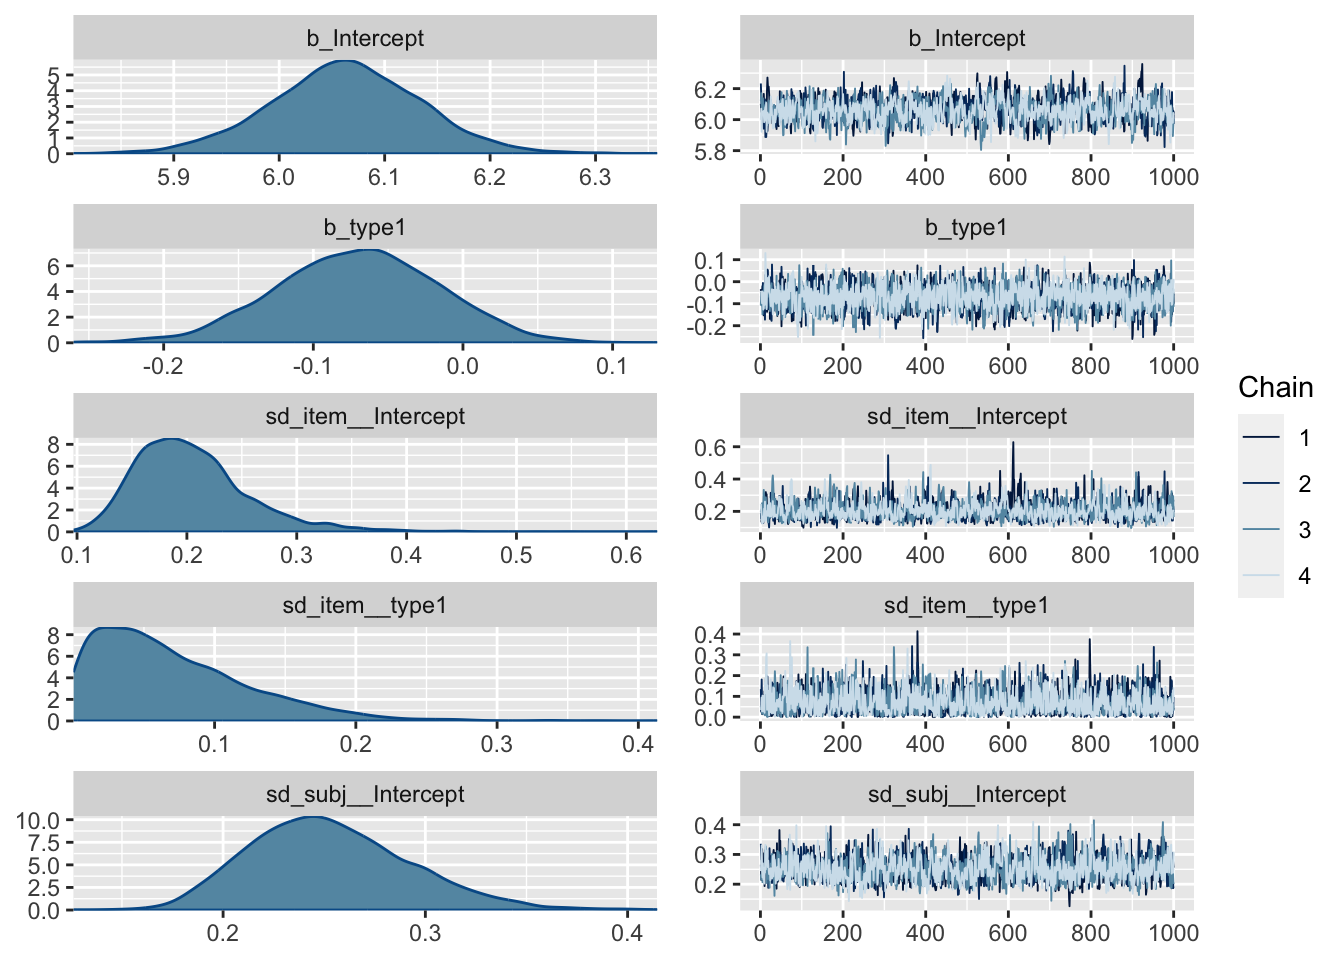 b_Intercept
5
4
3
2
1
0
5.9 6.0 6.1 6.2 6.3
b_Intercept
6.2
6.0
5.8
0 200 400 600 800 1000
b_type1
6
4
2
0
-0.2 -0.1 0.0 0.1
b_type1
0.1
0.0
-0.1
-0.2
0 200 400 600 800 1000
sd_item__Intercept
8
6
4
2
0
0.1 0.2 0.3 0.4 0.5 0.6
sd_item__Intercept
0.6
0.4
0.2
0 200 400 600 800 1000
sd_item__type1
8
6
4
2
0
0.1 0.2 0.3 0.4
sd_item__type1
0.4
0.3
0.2
0.1
0.0
0 200 400 600 800 1000
sd_subj__Intercept
10.0
7.5
5.0
2.5
0.0
0.2 0.3 0.4
sd_subj__Intercept
0.4
0.3
0.2
0 200 400 600 800 1000
Chain
1
2
3
4